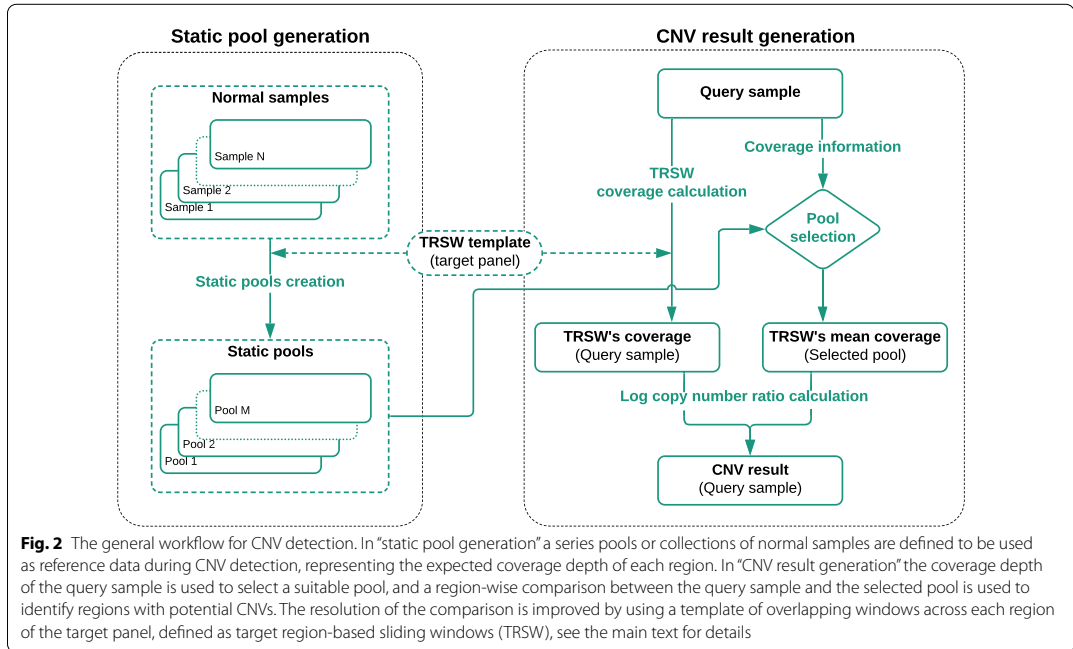 Static pool generation
Normal samples
Sample N
Sample 2
Sample 1
Static pools creation
Static pools
Pool M
Pool 2
Pool 1
TRSW template
(target panel)
CNV result generation
Query sample
Coverage information
TRSW
coverage calculation
Pool
selection
TRSW's coverage
(Query sample)
TRSW's mean coverage
(Selected pool)
Log copy number ratio calculation
CNV result
(Query sample)
Fig. 2 The general workflow for CNV detection. In “static pool generation” a series pools or collections of normal samples are defined to be used
as reference data during CNV detection, representing the expected coverage depth of each region. In “CNV result generation” the coverage depth
of the query sample is used to select a suitable pool, and a region-wise comparison between the query sample and the selected pool is used to
identify regions with potential CNVs. The resolution of the comparison is improved by using a template of overlapping windows across each region
of the target panel, defined as target region-based sliding windows (TRSW), see the main text for details